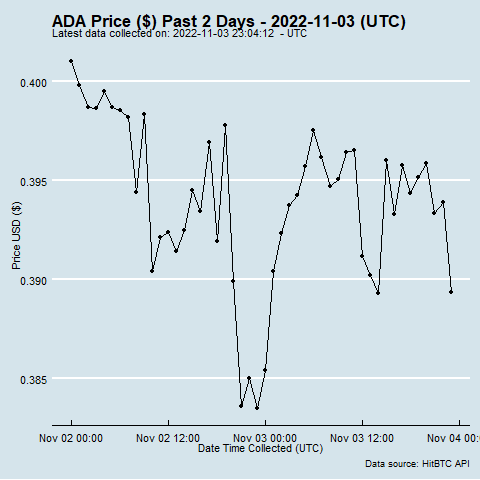 ADA Price ($) Past 2 Days - 2022-11-03 (UTC)
Latest data collected on: 2022-11-03 23:04:12  - UTC
0.400
0.395
0.390
0.385
Price USD ($)
Nov 02 00:00 Nov 02 12:00 Nov 03 00:00 Nov 03 12:00 Nov 04 00:
Date Time Collected (UTC)
Data source: HitBTC API